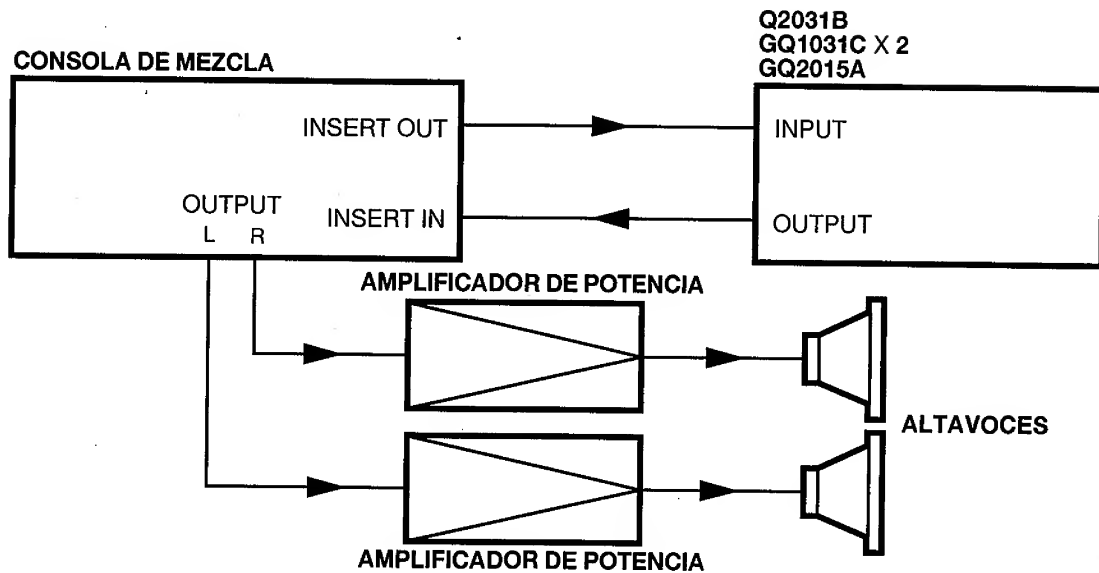 Q2031B
GQ1031C X 2
GQ2015A
CONSOLA DE MEZCLA
INSERT OUT
INPUT
OUTPUT
L R
INSERT IN
OUTPUT
AMPLIFICADOR DE POTENCIA
ALTAVOCES
AMPLIFICADOR DE POTENCIA